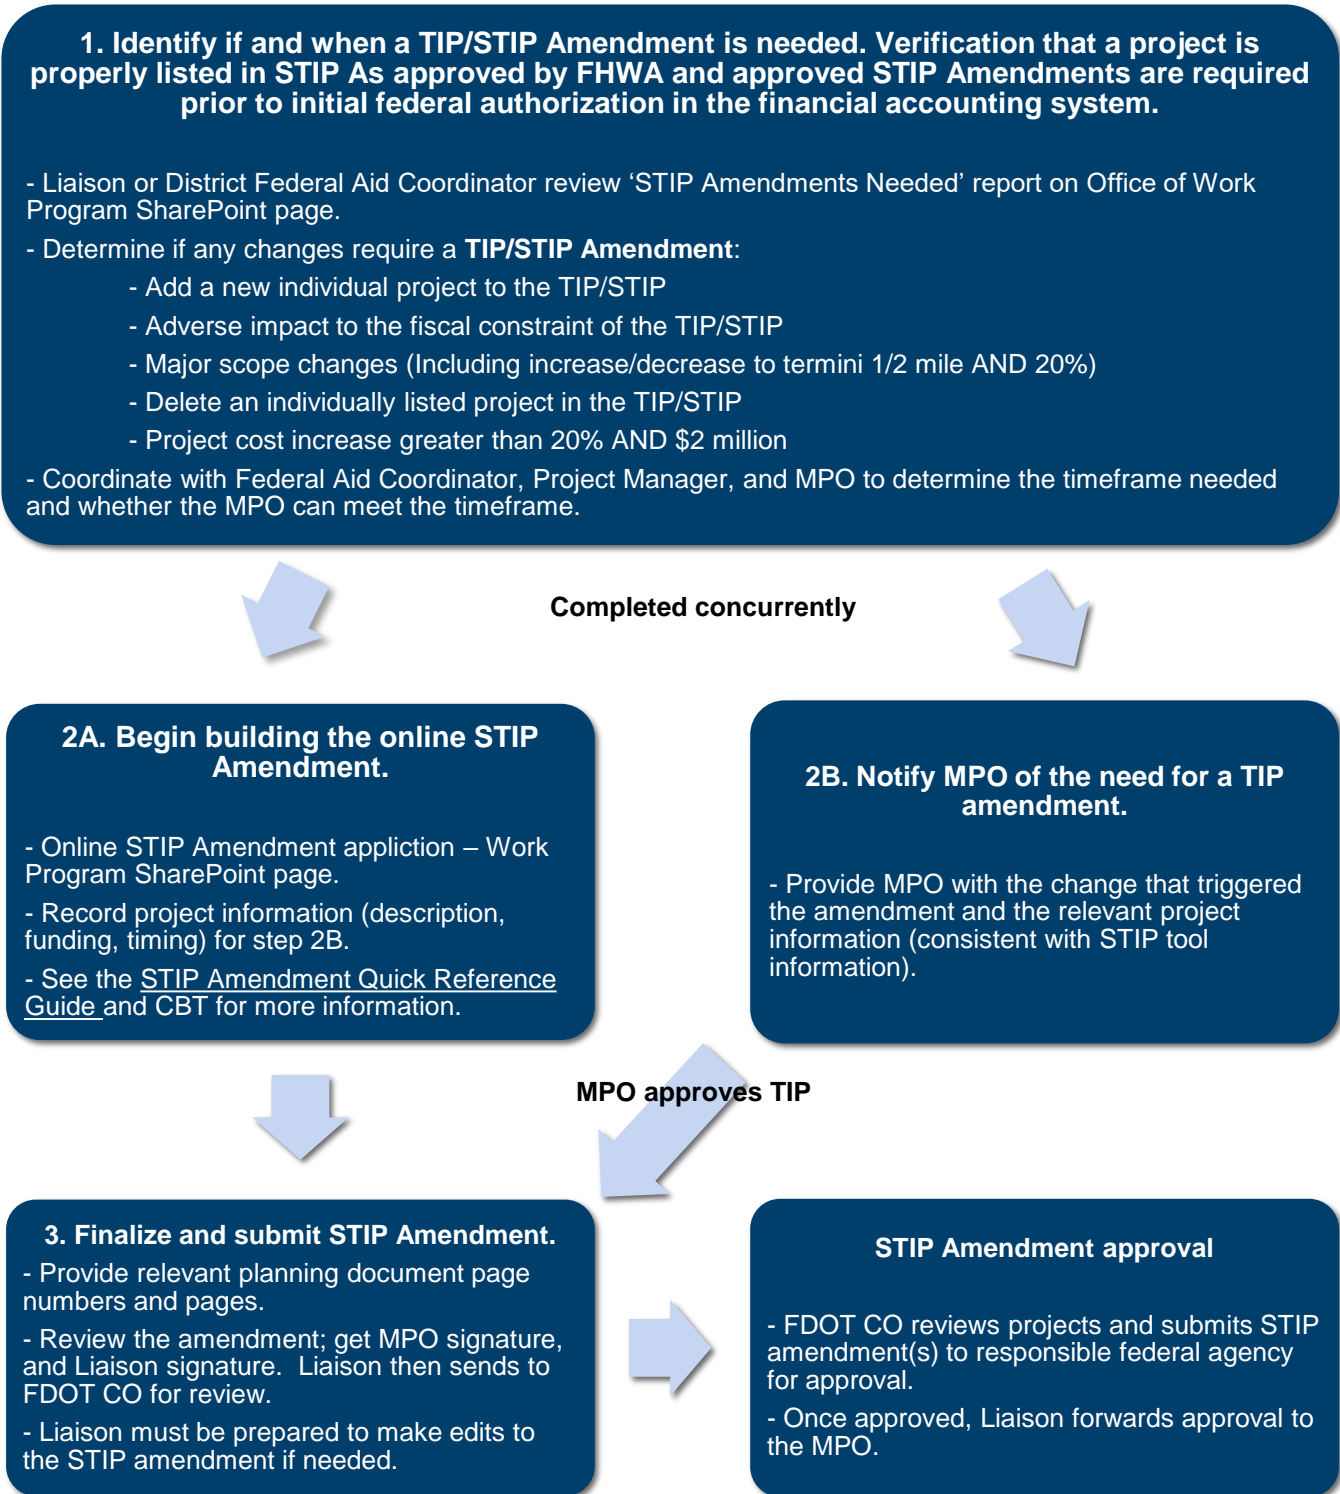 1. Identify if and when a TIP/STIP Amendment is needed. Verification that a project is
properly listed in STIP As approved by FHWA and approved STIP Amendments are required
prior to initial federal authorization in the financial accounting system.
- Liaison or District Federal Aid Coordinator review ‘STIP Amendments Needed’ report on Office of Work
Program SharePoint page.
- Determine if any changes require a TIP/STIP Amendment:
- Add a new individual project to the TIP/STIP
- Adverse impact to the fiscal constraint of the TIP/STIP
- Major scope changes (Including increase/decrease to termini 1/2 mile AND 20%)
- Delete an individually listed project in the TIP/STIP
- Project cost increase greater than 20% AND $2 million
- Coordinate with Federal Aid Coordinator, Project Manager, and MPO to determine the timeframe needed
and whether the MPO can meet the timeframe.
Completed concurrently
2A. Begin building the online STIP
Amendment.
- Online STIP Amendment appliction – Work
Program SharePoint page.
- Record project information (description,
funding, timing) for step 2B.
- See the STIP Amendment Quick Reference
Guide and CBT for more information.
2B. Notify MPO of the need for a TIP
amendment.
- Provide MPO with the change that triggered
the amendment and the relevant project
information (consistent with STIP tool
information).
MPO approves TIP
3. Finalize and submit STIP Amendment.
- Provide relevant planning document page
numbers and pages.
- Review the amendment; get MPO signature,
and Liaison signature.  Liaison then sends to
FDOT CO for review.
- Liaison must be prepared to make edits to
the STIP amendment if needed.
STIP Amendment approval
- FDOT CO reviews projects and submits STIP
amendment(s) to responsible federal agency
for approval.
- Once approved, Liaison forwards approval to
the MPO.